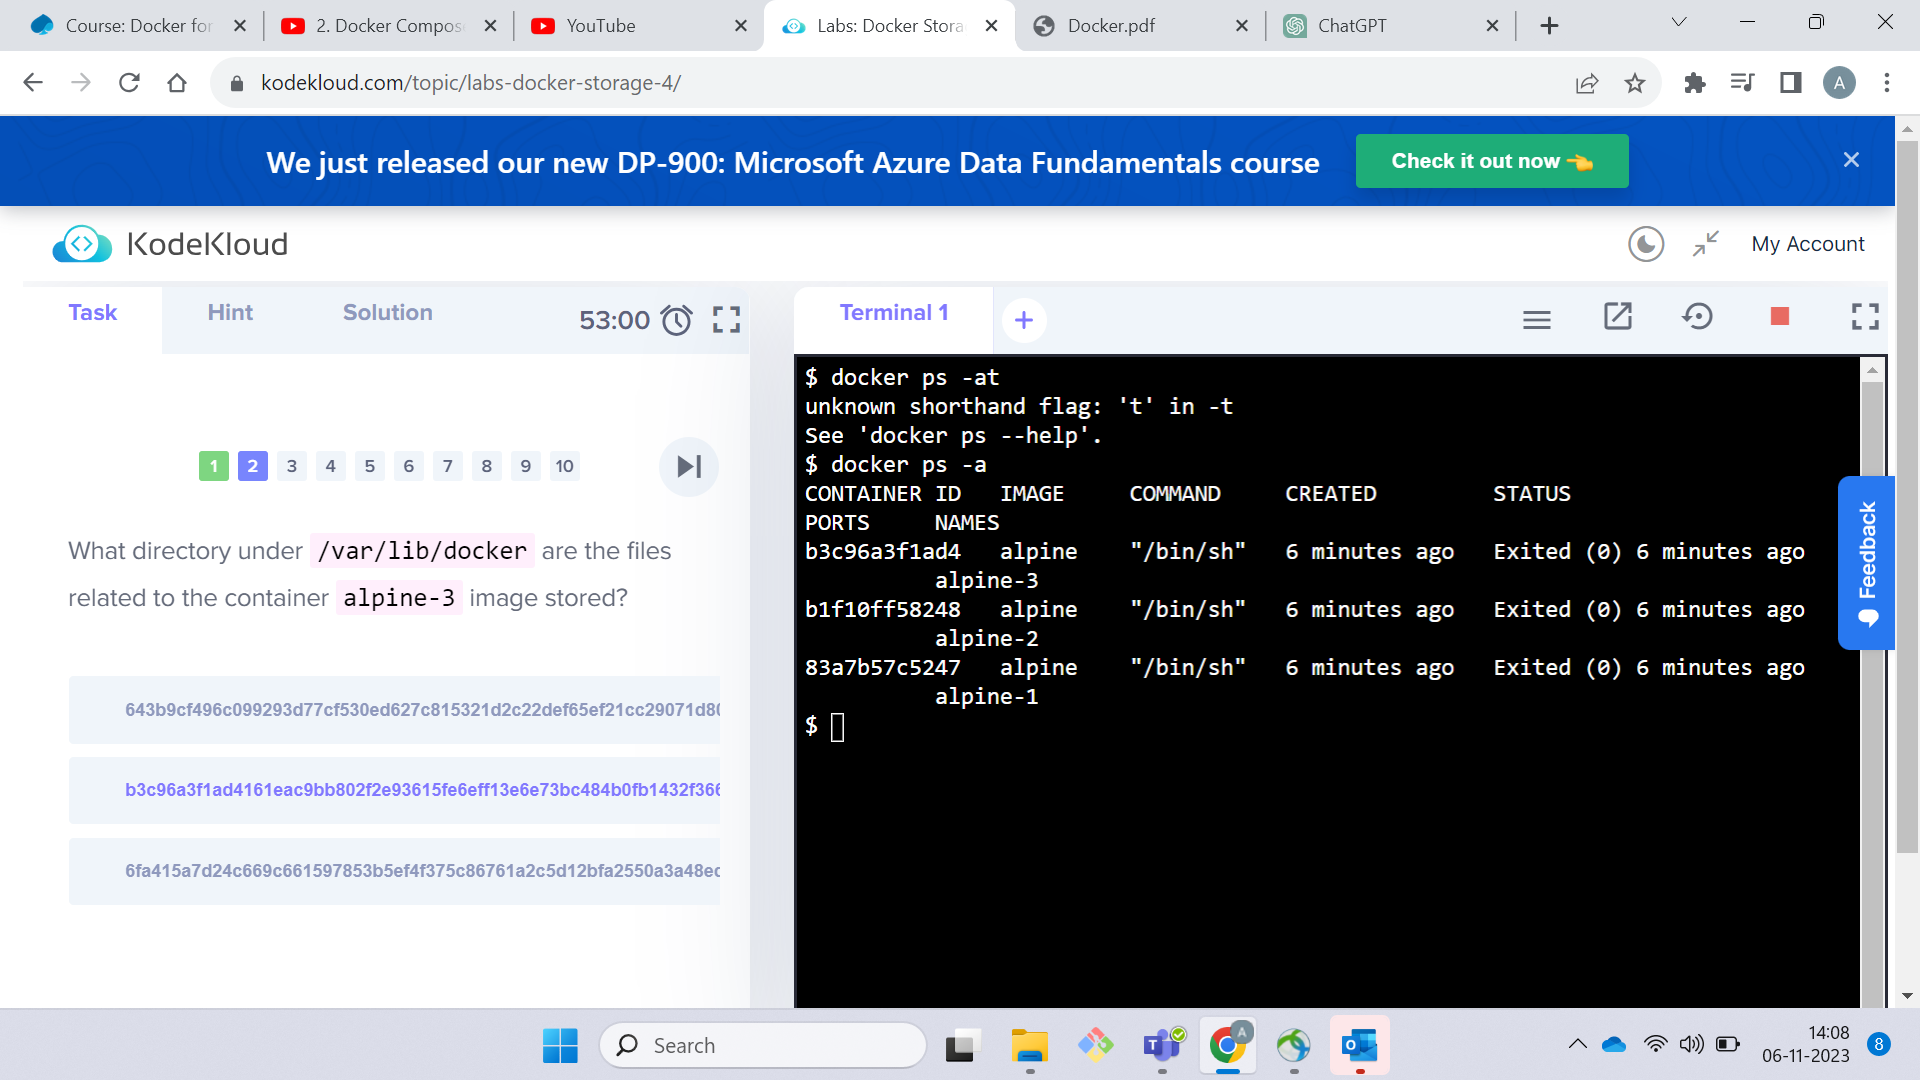 Course: Docker for
2. Docker Compos
YouTube
Labs: Docker Stora
Docker.pdf
ChatGPT
kodekloud.com/topic/labs-docker-storage-4/
A
We just released our new DP-900: Microsoft Azure Data Fundamentals course
Check it out now 👈
KodeKloud
My Account
Task
Hint
Solution
53:00
Terminal 1
1 2 3 4 5 6 7 8 9 10
What directory under /var/lib/docker are the files
related to the container alpine-3 image stored?
643b9cf496c099293d77cf530ed627c815321d2c22def65ef21cc29071d80
b3c96a3f1ad4161eac9bb802f2e93615fe6eff13e6e73bc484b0fb1432f366
6fa415a7d24c669c661597853b5ef4f375c86761a2c5d12bfa2550a3a48ec
$ docker ps -at
unknown shorthand flag: 't' in -t
See 'docker ps --help'.
$ docker ps -a
CONTAINER ID   IMAGE     COMMAND     CREATED         STATUS
PORTS     NAMES
b3c96a3f1ad4   alpine    "/bin/sh"   6 minutes ago   Exited (0) 6 minutes ago
alpine-3
b1f10ff58248   alpine    "/bin/sh"   6 minutes ago   Exited (0) 6 minutes ago
alpine-2
83a7b57c5247   alpine    "/bin/sh"   6 minutes ago   Exited (0) 6 minutes ago
alpine-1
$
Feedback
Search
14:08
06-11-2023
8